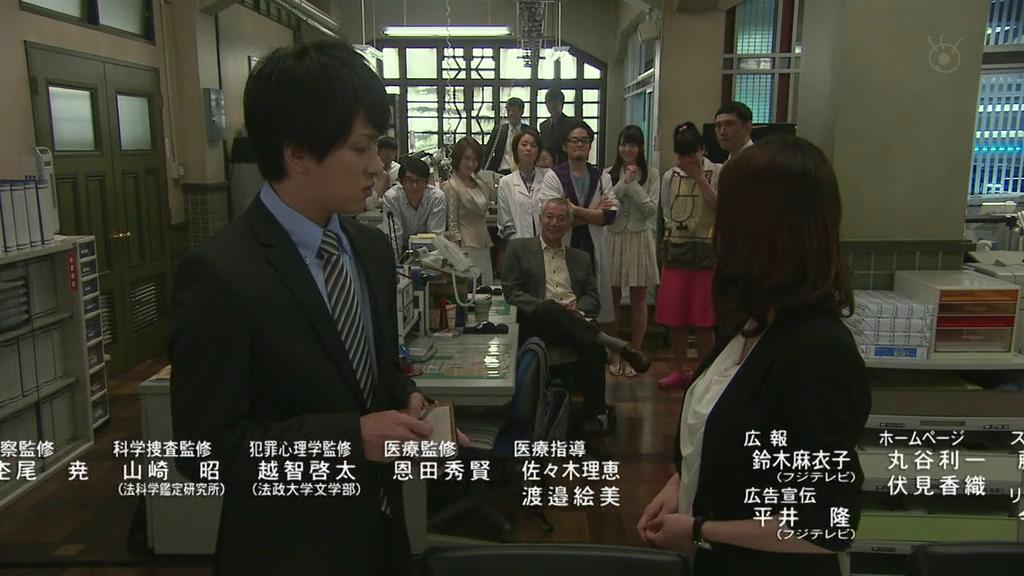 察監修
杢尾 尭
科学捜査監修
山崎 昭
(法科学鑑定研究所)
犯罪心理学監修
越智啓太
(法政大学文学部)
医療監修
恩田秀賢
医療指導
佐々木理恵
渡邉絵美
広 報
鈴木麻衣子
(フジテレビ)
広告宣伝
平井 隆
(フジテレビ)
ホームページ
丸谷利一
伏見香織